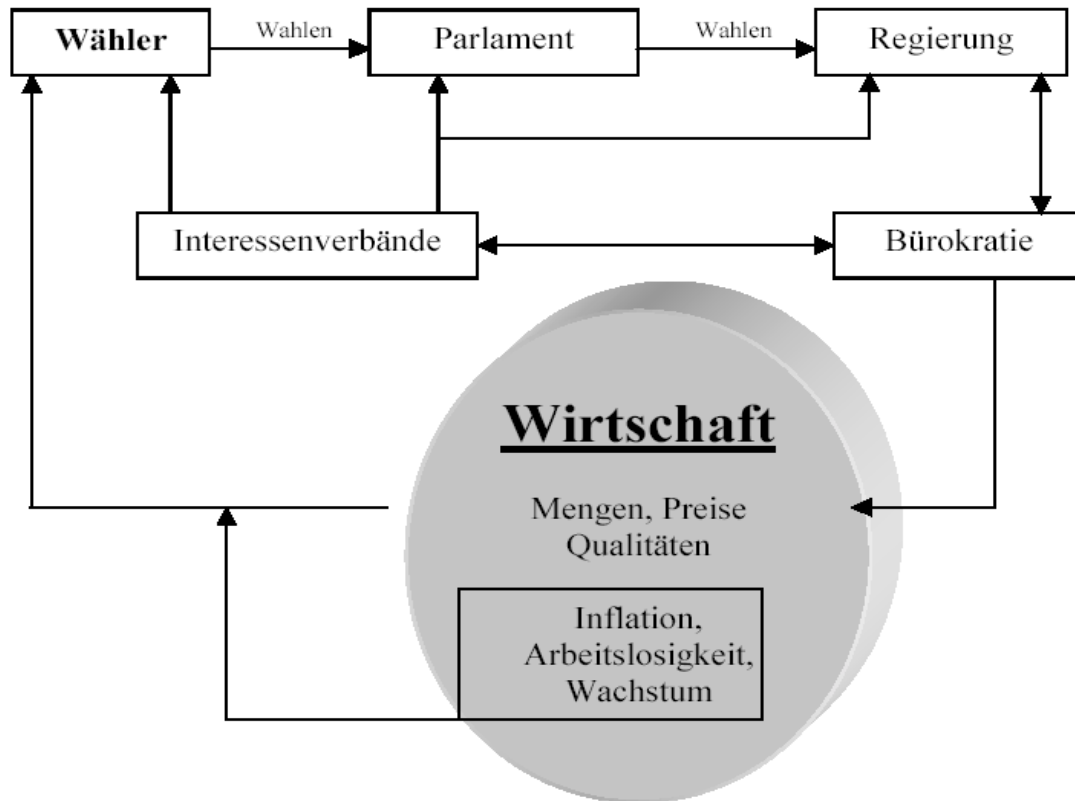 Wähler
Wahlen
Parlament
Wahlen
Regierung
Interessenverbände
Bürokratie
Wirtschaft
Mengen, Preise
Qualitäten
Inflation,
Arbeitslosigkeit,
Wachstum